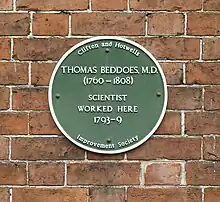 Clifton and Hotwells
THOMAS BEDDOES, M.D.
(1760–1808)
SCIENTIST
WORKED HERE
1793–9
Improvement Society